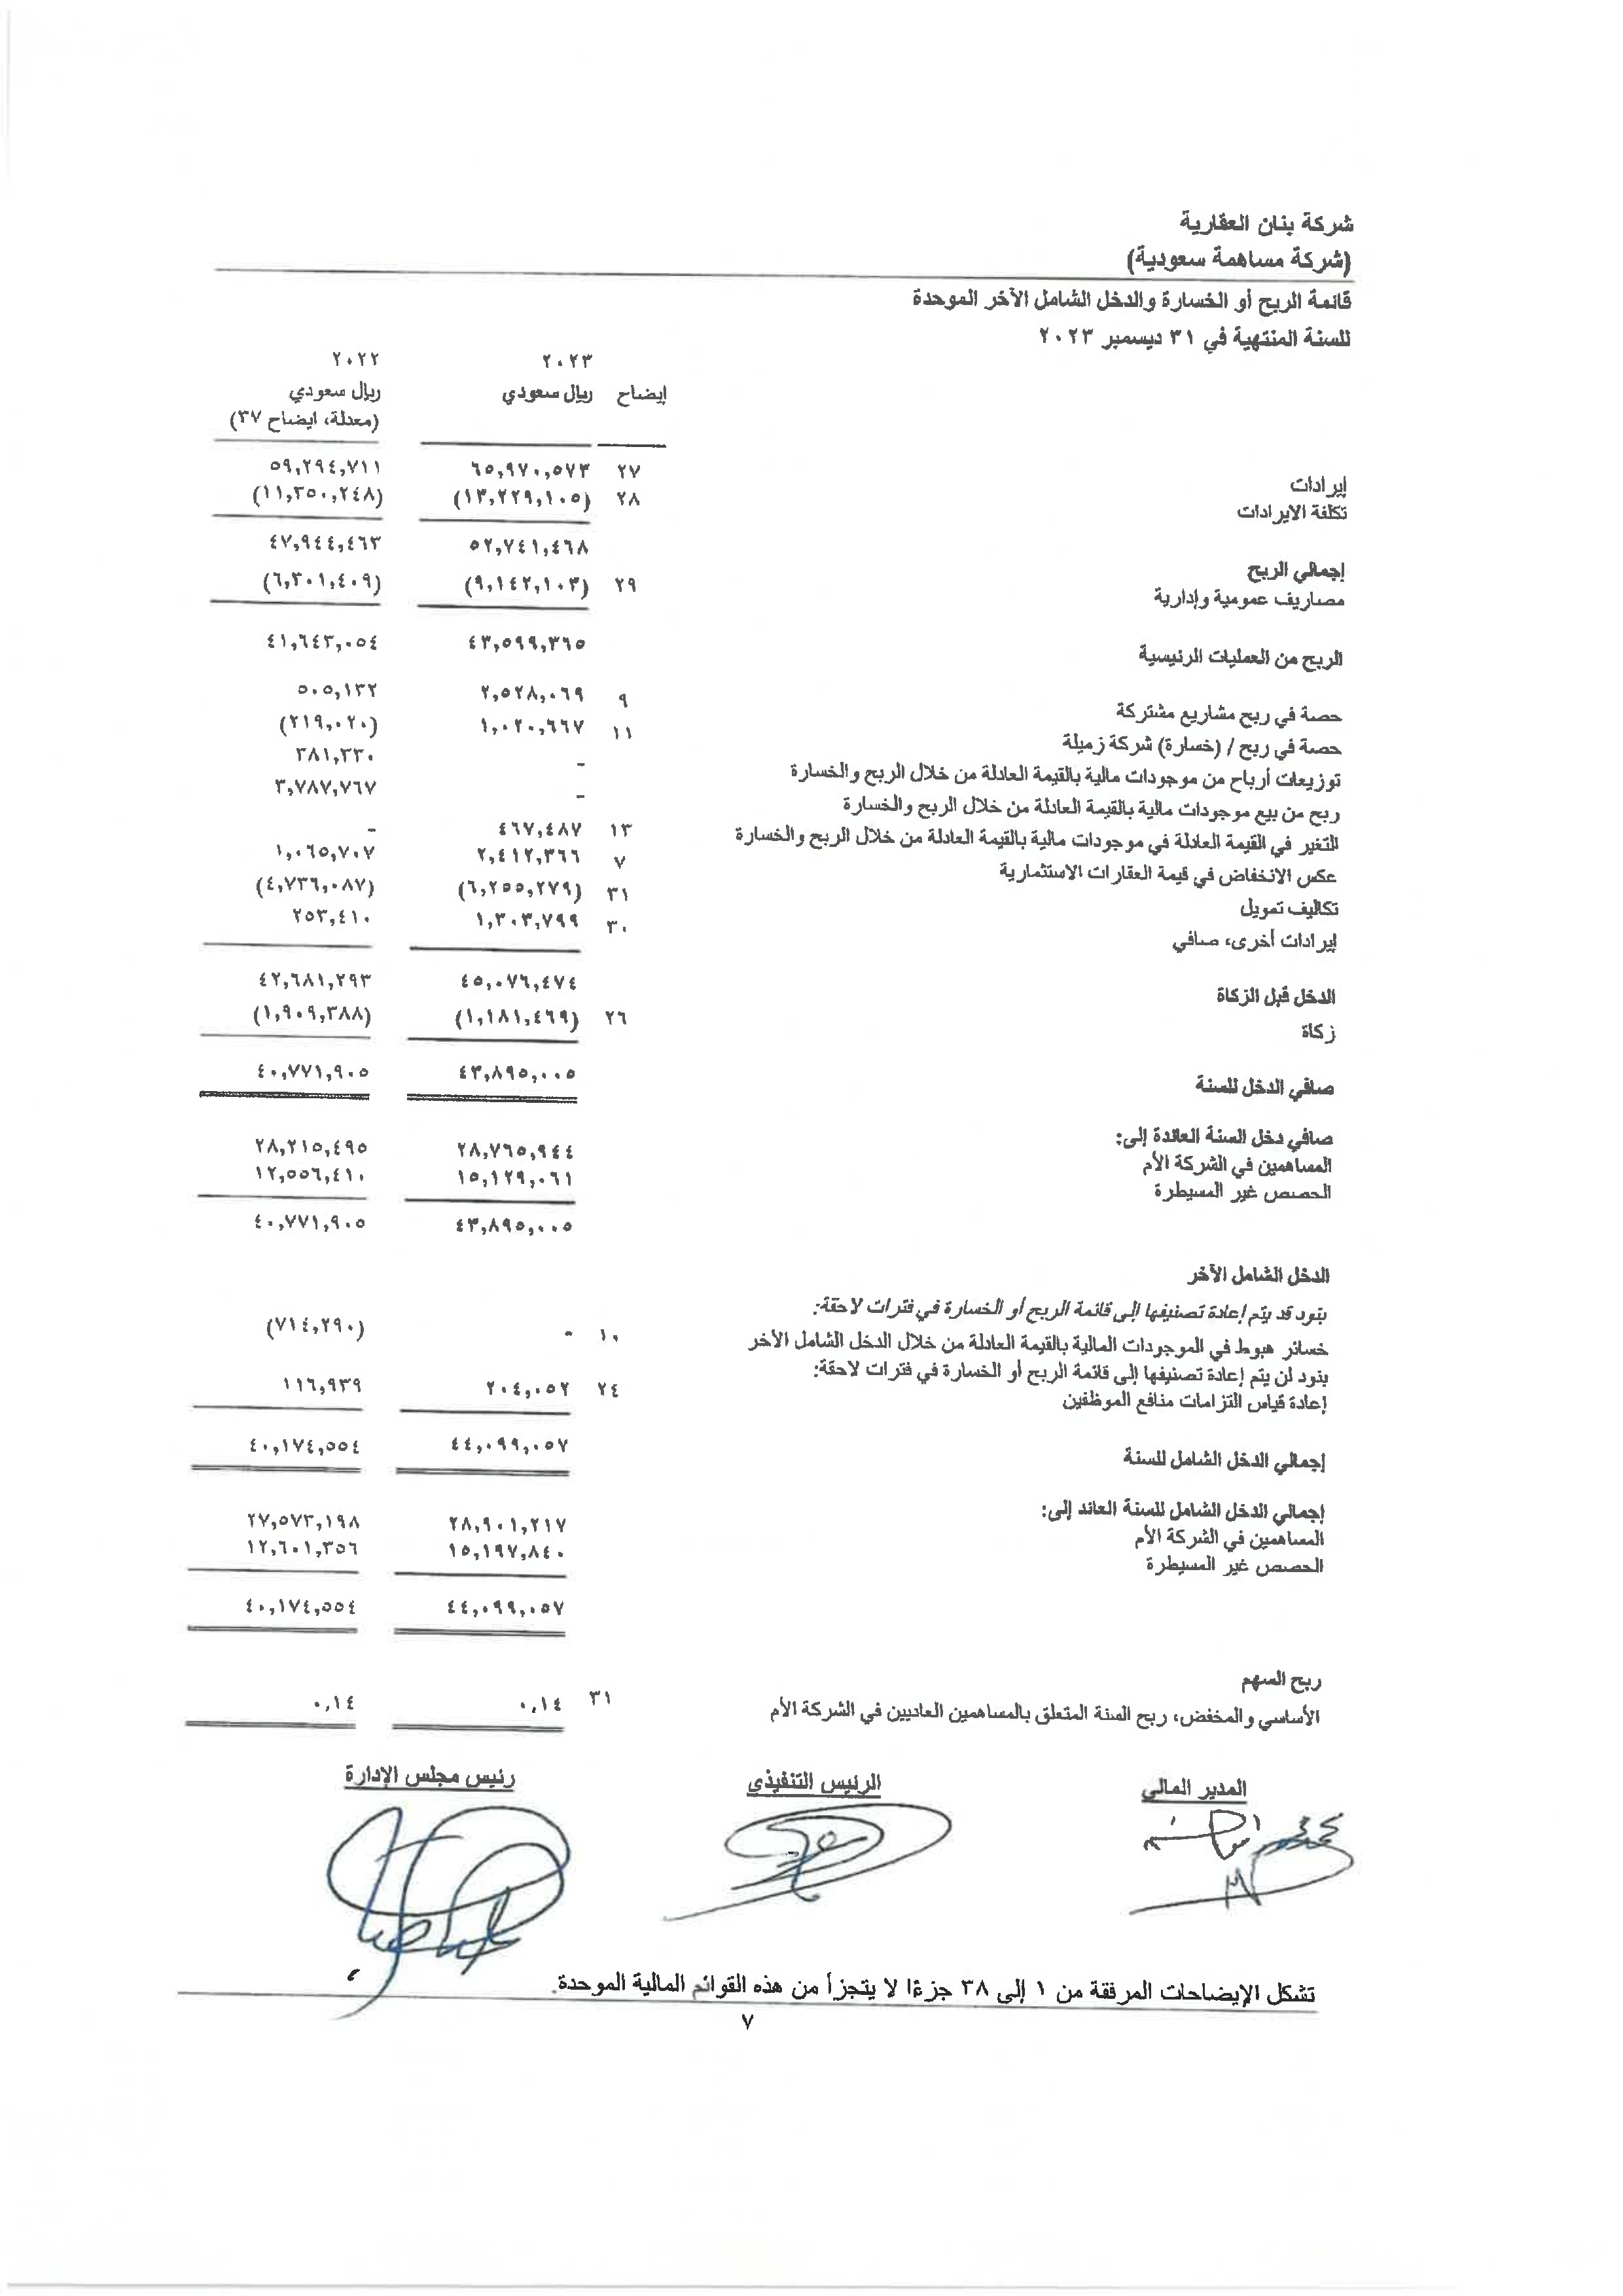 شركة بنان العقارية
(شركة مساهمة سعودية)
قائمة الربح أو الخسارة والدخل الشامل الآخر الموحدة
للسنة المنتهية في ٣١ ديسمبر ٢٠٢٣
٢٠٢٣ ٢٠٢٢
إيضاح ريال سعودي ريال سعودي
(معدلة، ايضاح ٣٧)
إيرادات ٢٧ ٦٥,٩٧٠,٥٧٣ ٥٩,٢٩٤,٧١١
تكلفة الايرادات ٢٨ (١٣,٢٢٩,١٠٥) (١١,٣٥٠,٢٤٨)
إجمالي الربح ٥٢,٧٤١,٤٦٨ ٤٧,٩٤٤,٤٦٣
مصاريف عمومية وإدارية ٢٩ (٩,١٤٢,١٠٣) (٦,٣٠١,٤٠٩)
الربح من العمليات الرئيسية ٤٣,٥٩٩,٣٦٥ ٤١,٦٤٣,٠٥٤
حصة في ربح مشاريع مشتركة ٩ ٢,٥٢٨,٠٦٩ ٥٠٥,١٣٢
حصة في ربح / (خسارة) شركة زميلة ١١ ١,٠٢٠,٦٦٧ (٢١٩,٠٢٠)
توزيعات أرباح من موجودات مالية بالقيمة العادلة من خلال الربح والخسارة - ٣٨١,٣٣٠
ربح من بيع موجودات مالية بالقيمة العادلة من خلال الربح والخسارة - ٣,٧٨٧,٧٦٧
التغير في القيمة العادلة في موجودات مالية بالقيمة العادلة من خلال الربح والخسارة ١٣ ٤٦٧,٤٨٧ -
عكس الانخفاض في قيمة العقارات الاستثمارية ٧ ٢,٤١٢,٣٦٦ ١,٠٦٥,٧٠٧
تكاليف تمويل ٣١ (٦,٢٥٥,٢٧٩) (٤,٧٣٦,٠٨٧)
إيرادات أخرى، صافي ٣٠ ١,٣٠٣,٧٩٩ ٢٥٣,٤١٠
الدخل قبل الزكاة ٤٥,٠٧٦,٤٧٤ ٤٢,٦٨١,٢٩٣
زكاة ٢٦ (١,١٨١,٤٦٩) (١,٩٠٩,٣٨٨)
صافي الدخل للسنة ٤٣,٨٩٥,٠٠٥ ٤٠,٧٧١,٩٠٥
صافي دخل السنة العائدة إلى:
المساهمين في الشركة الأم ٢٨,٧٦٥,٩٤٤ ٢٨,٢١٥,٤٩٥
الحصص غير المسيطرة ١٥,١٢٩,٠٦١ ١٢,٥٥٦,٤١٠
٤٣,٨٩٥,٠٠٥ ٤٠,٧٧١,٩٠٥
الدخل الشامل الآخر
بنود قد يتم إعادة تصنيفها إلى قائمة الربح أو الخسارة في فترات لاحقة:
خسائر هبوط في الموجودات المالية بالقيمة العادلة من خلال الدخل الشامل الأخر ١٠ - (٧١٤,٢٩٠)
بنود لن يتم إعادة تصنيفها إلى قائمة الربح أو الخسارة في فترات لاحقة:
إعادة قياس التزامات منافع الموظفين ٢٤ ٢٠٤,٠٥٢ ١١٦,٩٣٩
إجمالي الدخل الشامل للسنة ٤٤,٠٩٩,٠٥٧ ٤٠,١٧٤,٥٥٤
إجمالي الدخل الشامل للسنة العائد إلى:
المساهمين في الشركة الأم ٢٨,٩٠١,٢١٧ ٢٧,٥٧٣,١٩٨
الحصص غير المسيطرة ١٥,١٩٧,٨٤٠ ١٢,٦٠١,٣٥٦
٤٤,٠٩٩,٠٥٧ ٤٠,١٧٤,٥٥٤
ربح السهم
الأساسي والمخفض، ربح السنة المتعلق بالمساهمين العاديين في الشركة الأم ٣١ ٠,١٤ ٠,١٤
المدير المالي الرئيس التنفيذي رئيس مجلس الإدارة
تشكل الإيضاحات المرفقة من ١ إلى ٣٨ جزءًا لا يتجزأ من هذه القوائم المالية الموحدة.
٧